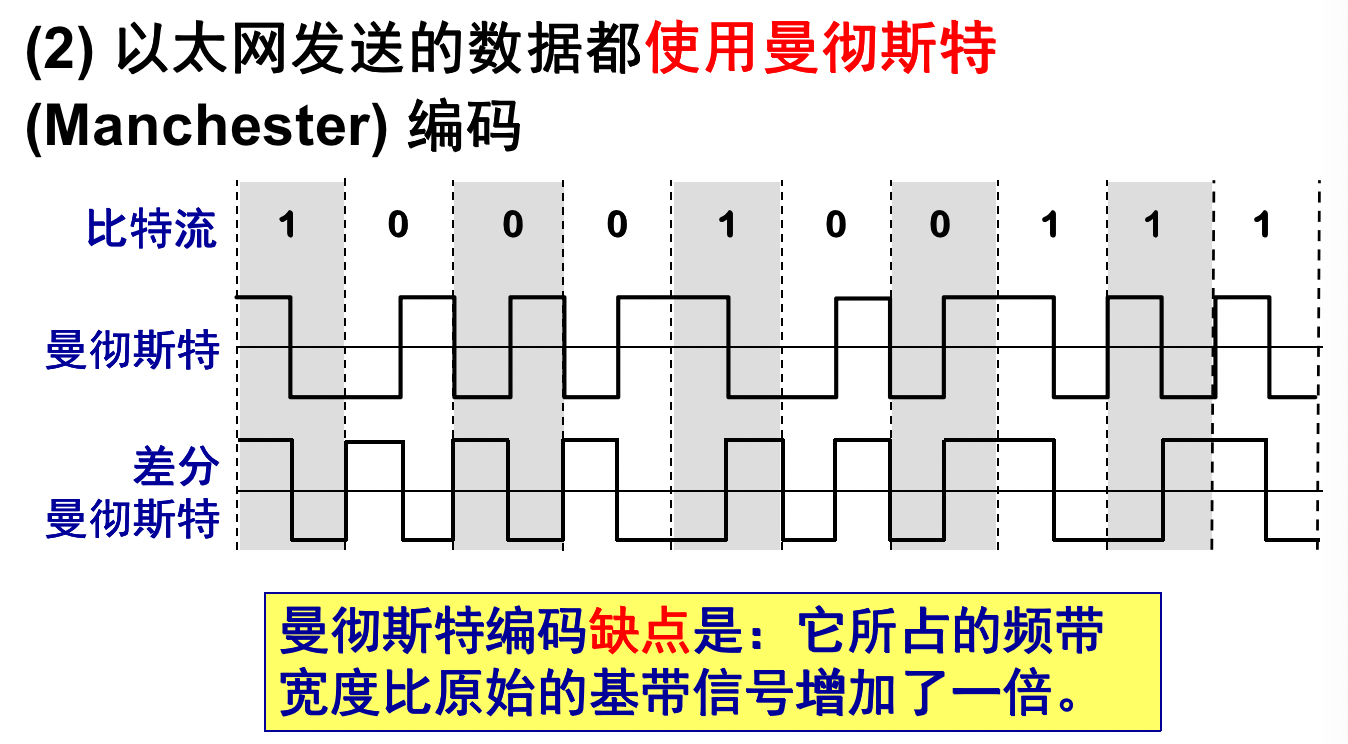 (2) 以太网发送的数据都使用曼彻斯特
(Manchester) 编码
比特流 1 0 0 0 1 0 0 1 1 1
曼彻斯特
差分
曼彻斯特
曼彻斯特编码缺点是：它所占的频带
宽度比原始的基带信号增加了一倍。